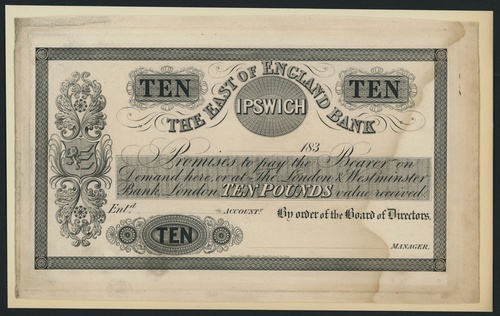 TEN TEN
THE EAST OF ENGLAND BANK
IPSWICH
183
Promises to pay the Bearer on
Demand here, or at The London & Westminster
Bank, London TEN POUNDS value received.
Entd. ACCOUNTt. By order of the Board of Directors.
TEN
MANAGER.